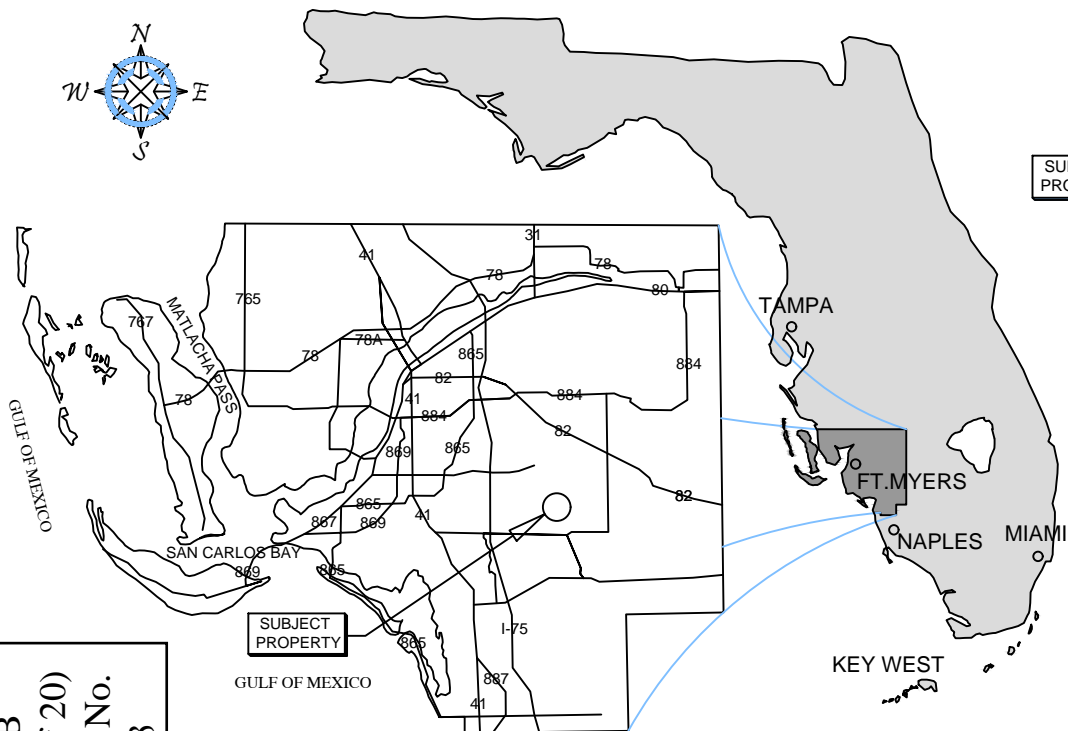 N
W
E
S
SU
PRO
31
41
78
78
80
765
767
MATLACHA PASS
TAMPA
78A
865
78
82
884
78
41
884
884
GULF OF MEXICO
82
869
865
FT.MYERS
82
865
867
869
41
NAPLES
MIAMI
SAN CARLOS BAY
869
865
SUBJECT
PROPERTY
I-75
865
KEY WEST
GULF OF MEXICO
887
41
20)
No.